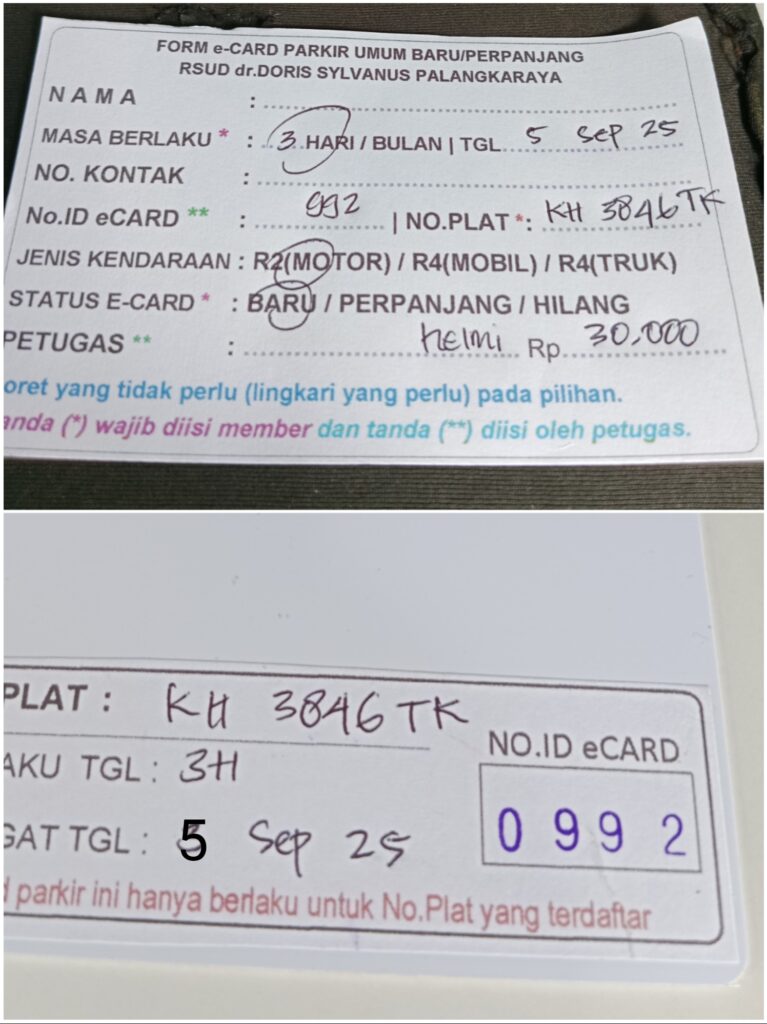 FORM e-CARD PARKIR UMUM BARU/PERPANJANG
RSUD dr.DORIS SYLVANUS PALANGKARAYA
NAMA :
MASA BERLAKU * : 3 HARI / BULAN | TGL 5 Sep 25
NO. KONTAK :
No.ID eCARD ** : 992 | NO.PLAT *: KH 3846 TK
JENIS KENDARAAN : R2(MOTOR) / R4(MOBIL) / R4(TRUK)
STATUS E-CARD * : BARU / PERPANJANG / HILANG
PETUGAS ** : helmi Rp 30.000
oret yang tidak perlu (lingkari yang perlu) pada pilihan.
anda (*) wajib diisi member dan tanda (**) diisi oleh petugas.
PLAT : KH 3846 TK
NO.ID eCARD
AKU TGL : 3H
0992
GAT TGL : 5 Sep 25
d parkir ini hanya berlaku untuk No.Plat yang terdaftar